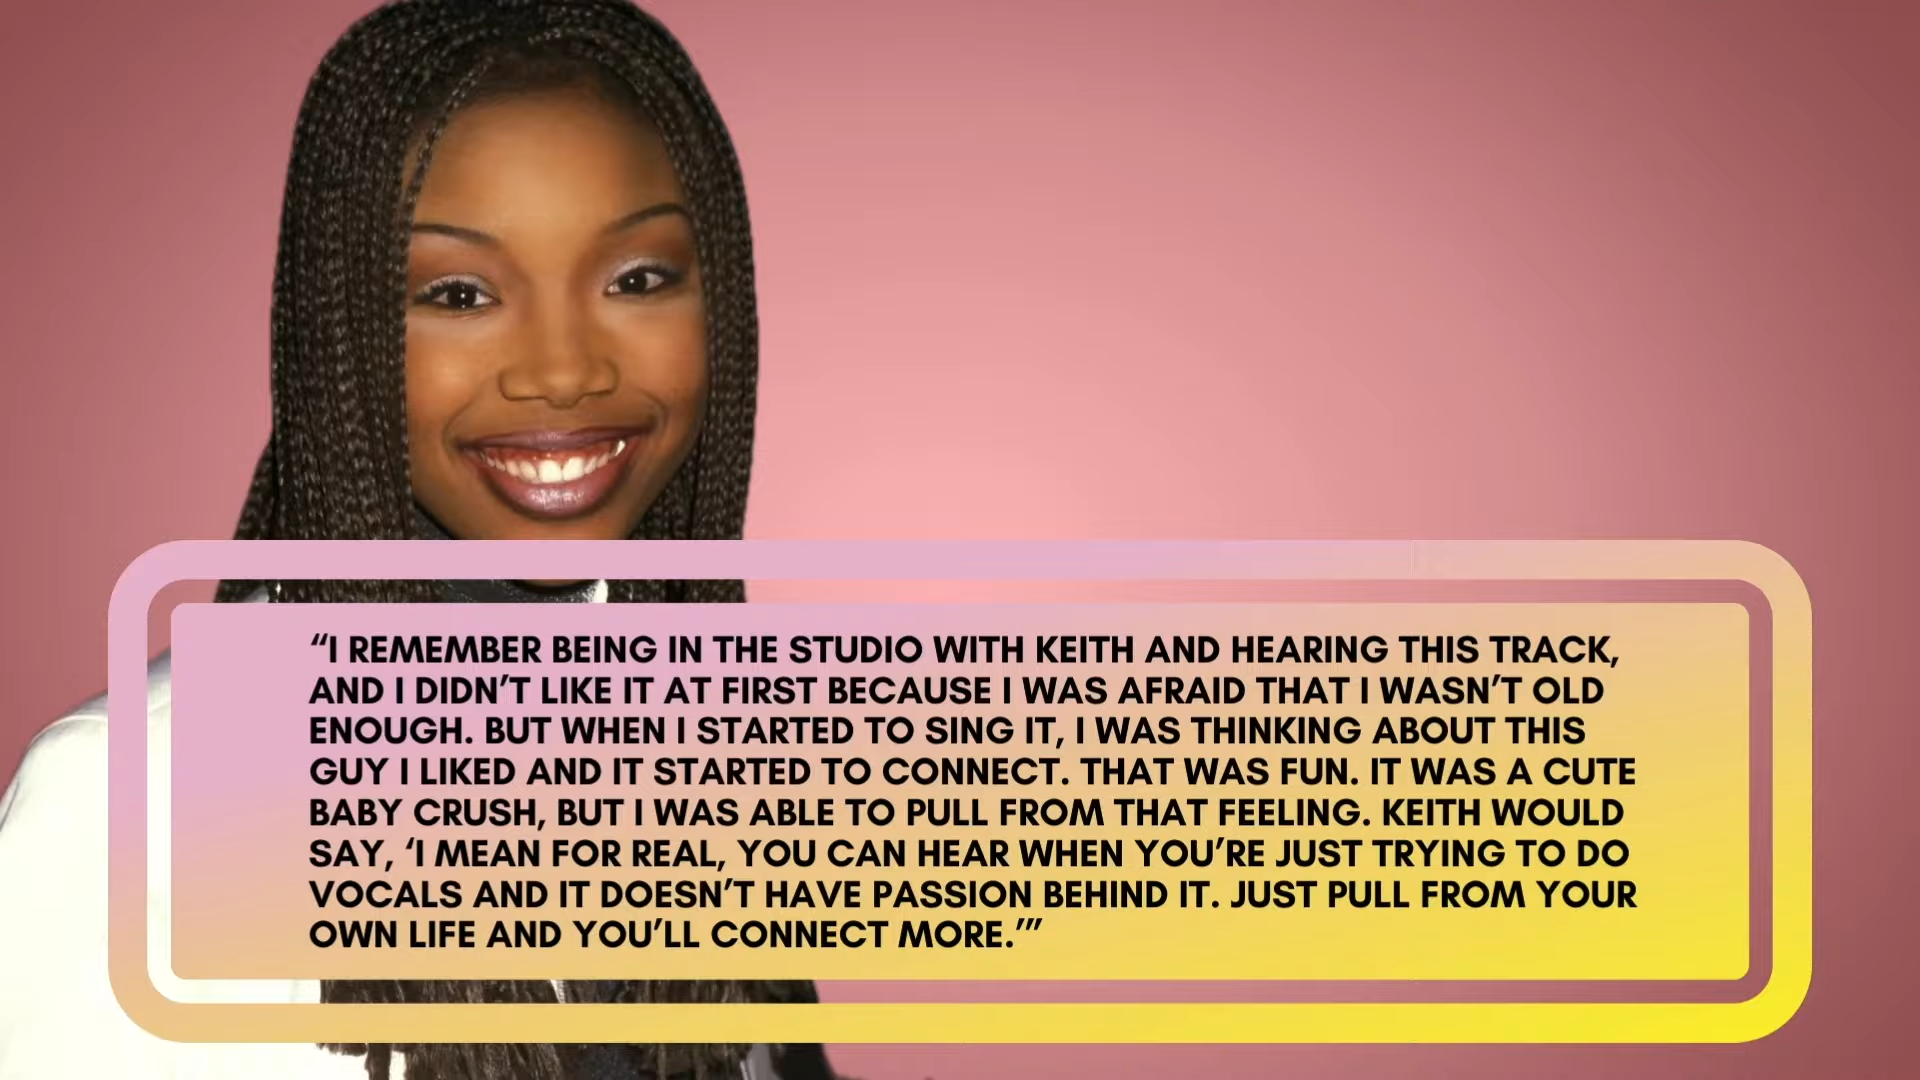 “I REMEMBER BEING IN THE STUDIO WITH KEITH AND HEARING THIS TRACK,
AND I DIDN’T LIKE IT AT FIRST BECAUSE I WAS AFRAID THAT I WASN’T OLD
ENOUGH. BUT WHEN I STARTED TO SING IT, I WAS THINKING ABOUT THIS
GUY I LIKED AND IT STARTED TO CONNECT. THAT WAS FUN. IT WAS A CUTE
BABY CRUSH, BUT I WAS ABLE TO PULL FROM THAT FEELING. KEITH WOULD
SAY, ‘I MEAN FOR REAL, YOU CAN HEAR WHEN YOU’RE JUST TRYING TO DO
VOCALS AND IT DOESN’T HAVE PASSION BEHIND IT. JUST PULL FROM YOUR
OWN LIFE AND YOU’LL CONNECT MORE.’”